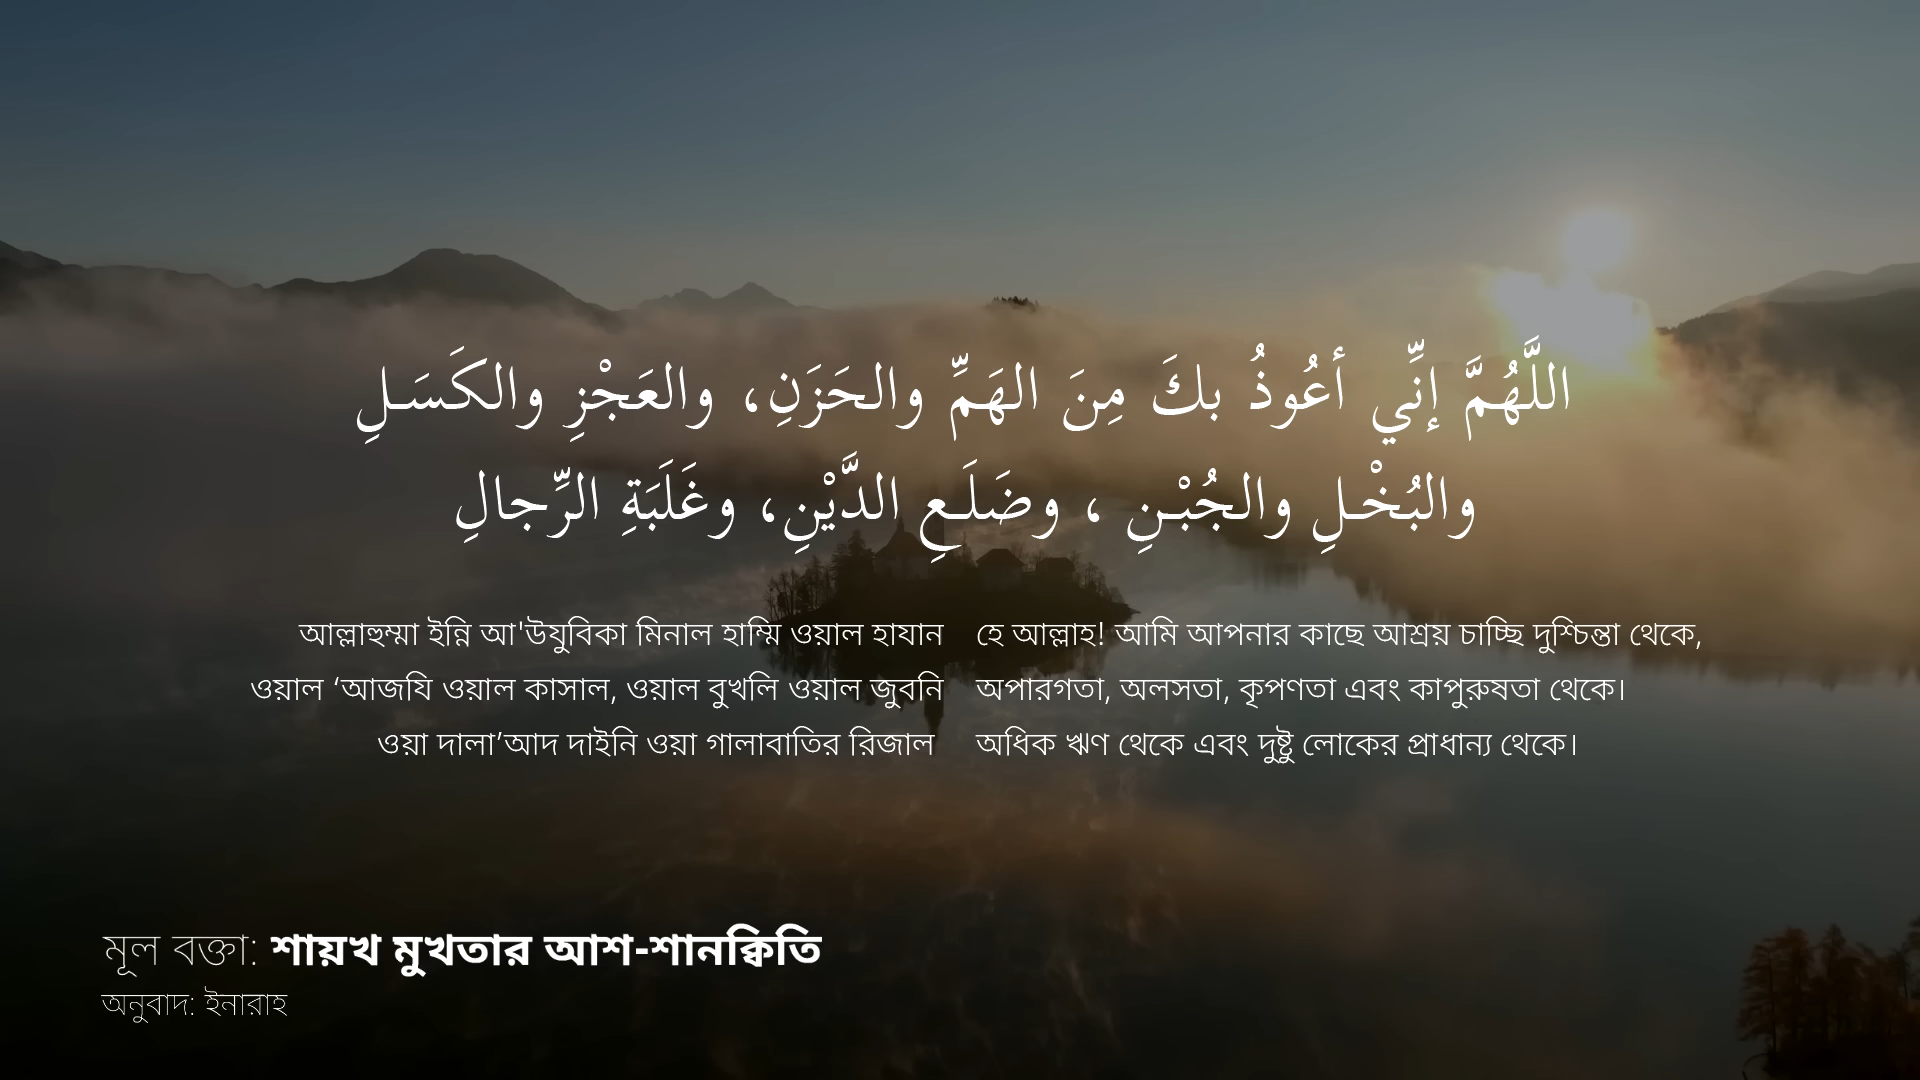 اللَّهُمَّ إنِّي أعُوذُ بكَ مِنَ الهَمِّ والحَزَنِ، والعَجْزِ والكَسَلِ
والبُخْلِ والجُبْنِ ، وضَلَعِ الدَّيْنِ، وغَلَبَةِ الرِّجالِ
আল্লাহুম্মা ইন্নি আ'উযুবিকা মিনাল হাম্মি ওয়াল হাযান
ওয়াল ‘আজযি ওয়াল কাসাল, ওয়াল বুখলি ওয়াল জুবনি
ওয়া দালা’আদ দাইনি ওয়া গালাবাতির রিজাল
হে আল্লাহ! আমি আপনার কাছে আশ্রয় চাচ্ছি দুশ্চিন্তা থেকে,
অপারগতা, অলসতা, কৃপণতা এবং কাপুরুষতা থেকে।
অধিক ঋণ থেকে এবং দুষ্টু লোকের প্রাধান্য থেকে।
মূল বক্তা: শায়খ মুখতার আশ-শানক্বিতি
অনুবাদ: ইনারাহ